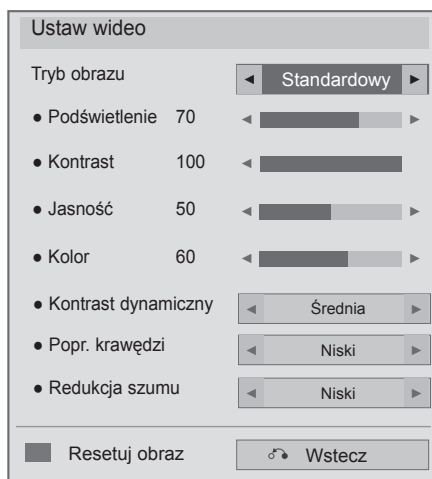 Ustaw wideo
Tryb obrazu ◄ Standardowy ►
● Podświetlenie 70 ◄ ►
● Kontrast 100 ◄
● Jasność 50 ◄ ►
● Kolor 60 ◄ ►
● Kontrast dynamiczny ◄ Średnia ►
● Popr. krawędzi ◄ Niski ►
● Redukcja szumu ◄ Niski ►
Resetuj obraz Wstecz